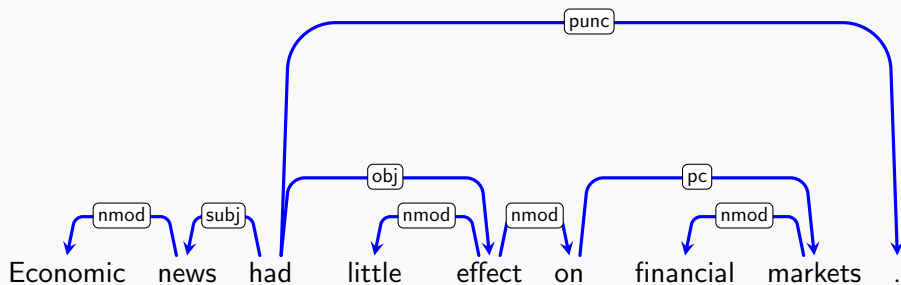 punc
obj pc
nmod subj nmod nmod nmod
Economic news had little effect on financial markets .